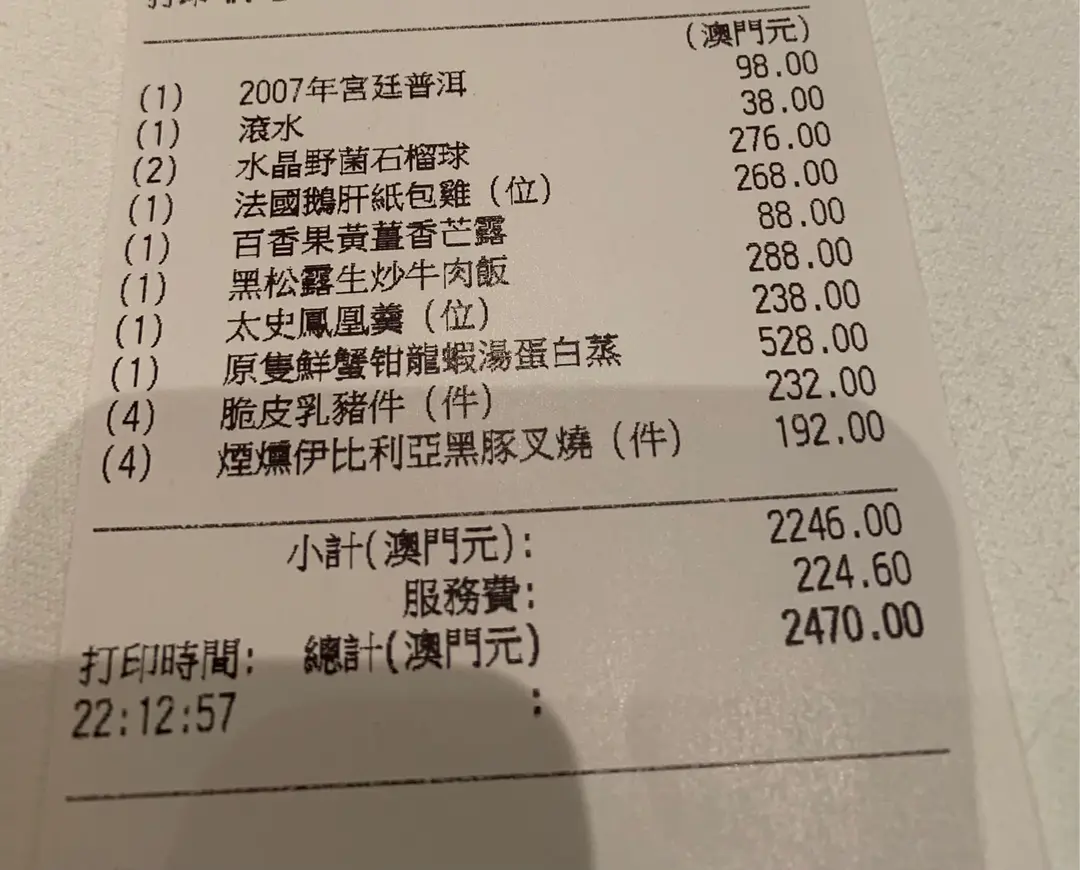 (澳門元)
(1) 2007年宮廷普洱 98.00
(1) 滾水 38.00
(2) 水晶野菌石榴球 276.00
(1) 法國鵝肝紙包雞(位) 268.00
(1) 百香果黃薑香芒露 88.00
(1) 黑松露生炒牛肉飯 288.00
(1) 太史鳳凰羹(位) 238.00
(1) 原隻鮮蟹钳龍蝦湯蛋白蒸 528.00
(4) 脆皮乳豬件(件) 232.00
(4) 煙燻伊比利亞黑豚叉燒(件) 192.00
小計(澳門元): 2246.00
服務費: 224.60
打印時間: 總計(澳門元) 2470.00
22:12:57 :